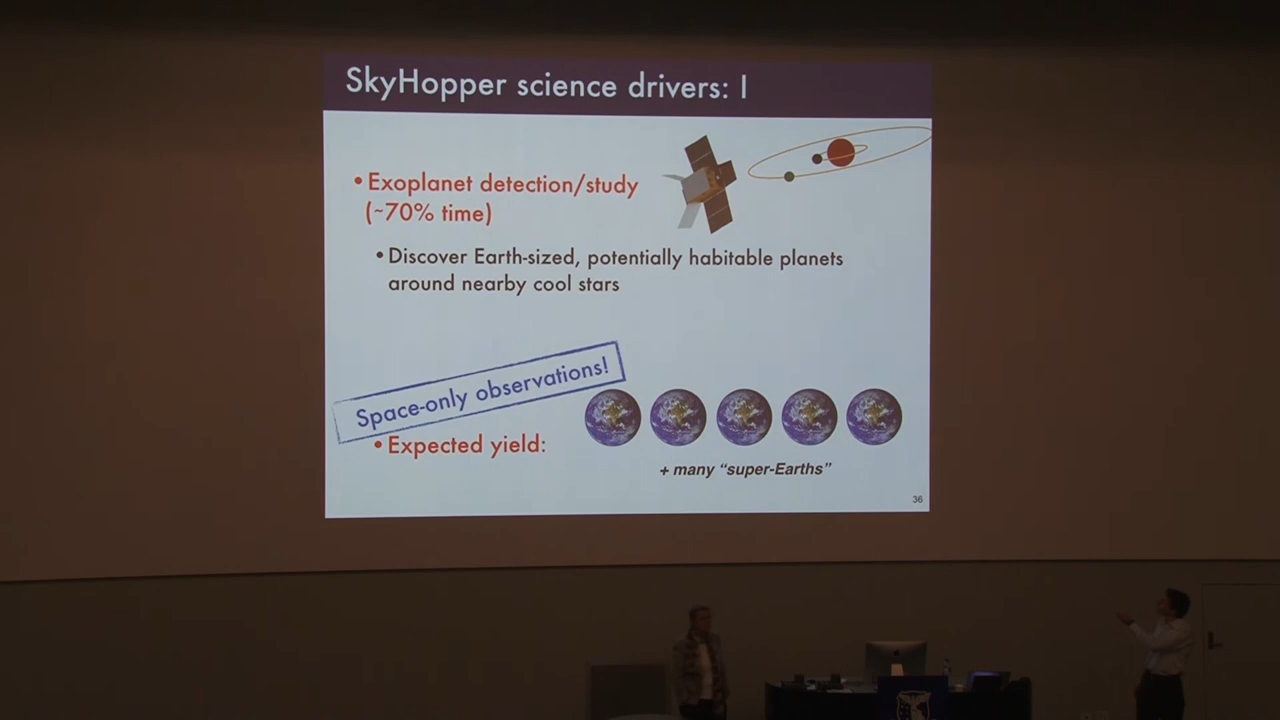 SkyHopper science drivers: I
•Exoplanet detection/study
(~70% time)
•Discover Earth-sized, potentially habitable planets
around nearby cool stars
Space-only observations!
•Expected yield:
+ many “super-Earths”
36